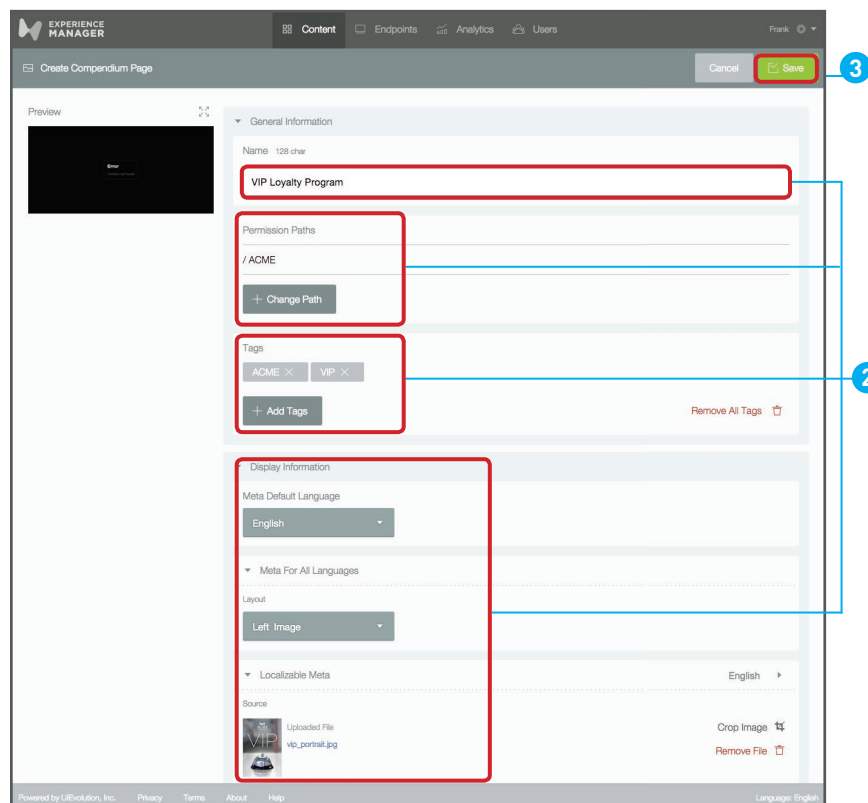 EXPERIENCE
MANAGER
Content
Endpoints
Analytics
Users
Frank
Create Compendium Page
Cancel
Save
3
Preview
Error
General Information
Name 128 char
VIP Loyalty Program
Permission Paths
/ ACME
+ Change Path
Tags
ACME ×
VIP ×
2
+ Add Tags
Remove All Tags
Display Information
Meta Default Language
English
Meta For All Languages
Layout
Left Image
Localizable Meta
English
Source
VIP
Uploaded File
vip_portrait.jpg
Crop Image
Remove File
Powered by UIEvolution, Inc. Privacy Terms About Help Language: English